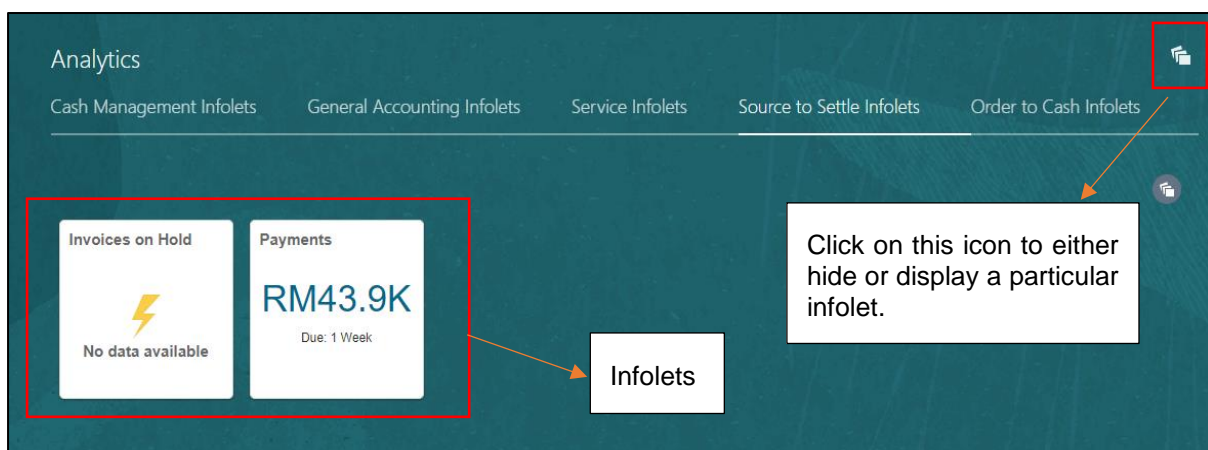 Analytics
Cash Management Infolets General Accounting Infolets Service Infolets Source to Settle Infolets Order to Cash Infolets
Invoices on Hold
No data available
Payments
RM43.9K
Due: 1 Week
Infolets
Click on this icon to either
hide or display a particular
infolet.